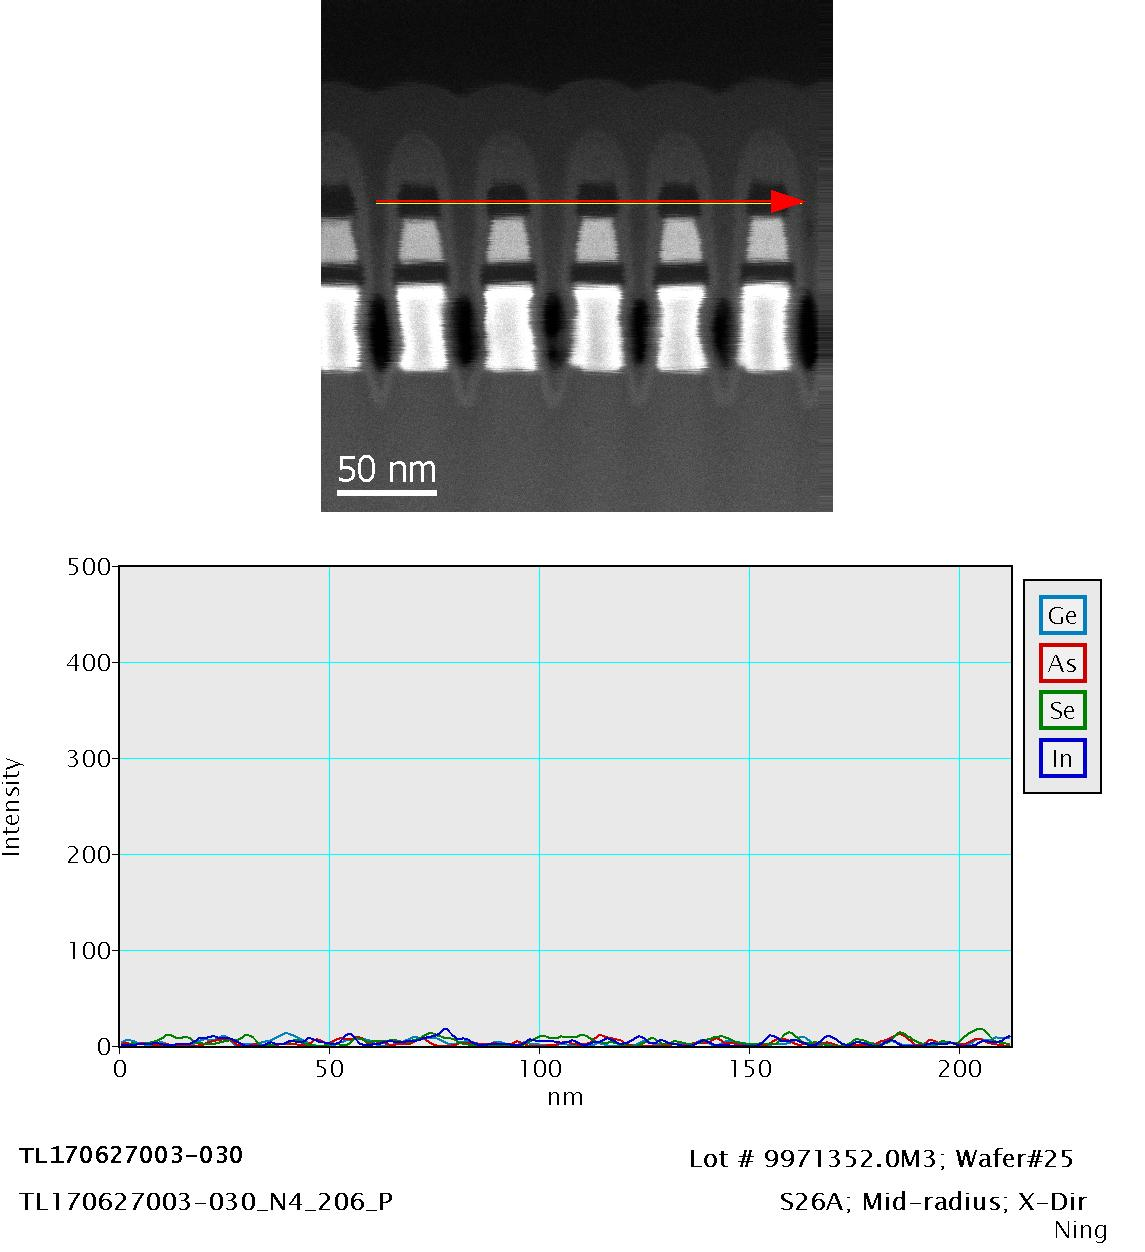 50 nm
500
400
300
200
100
0
Intensity
0 50 100 150 200
nm
Ge
As
Se
In
TL170627003-030
Lot # 9971352.0M3; Wafer#25
TL170627003-030_N4_206_P
S26A; Mid-radius; X-Dir
Ning